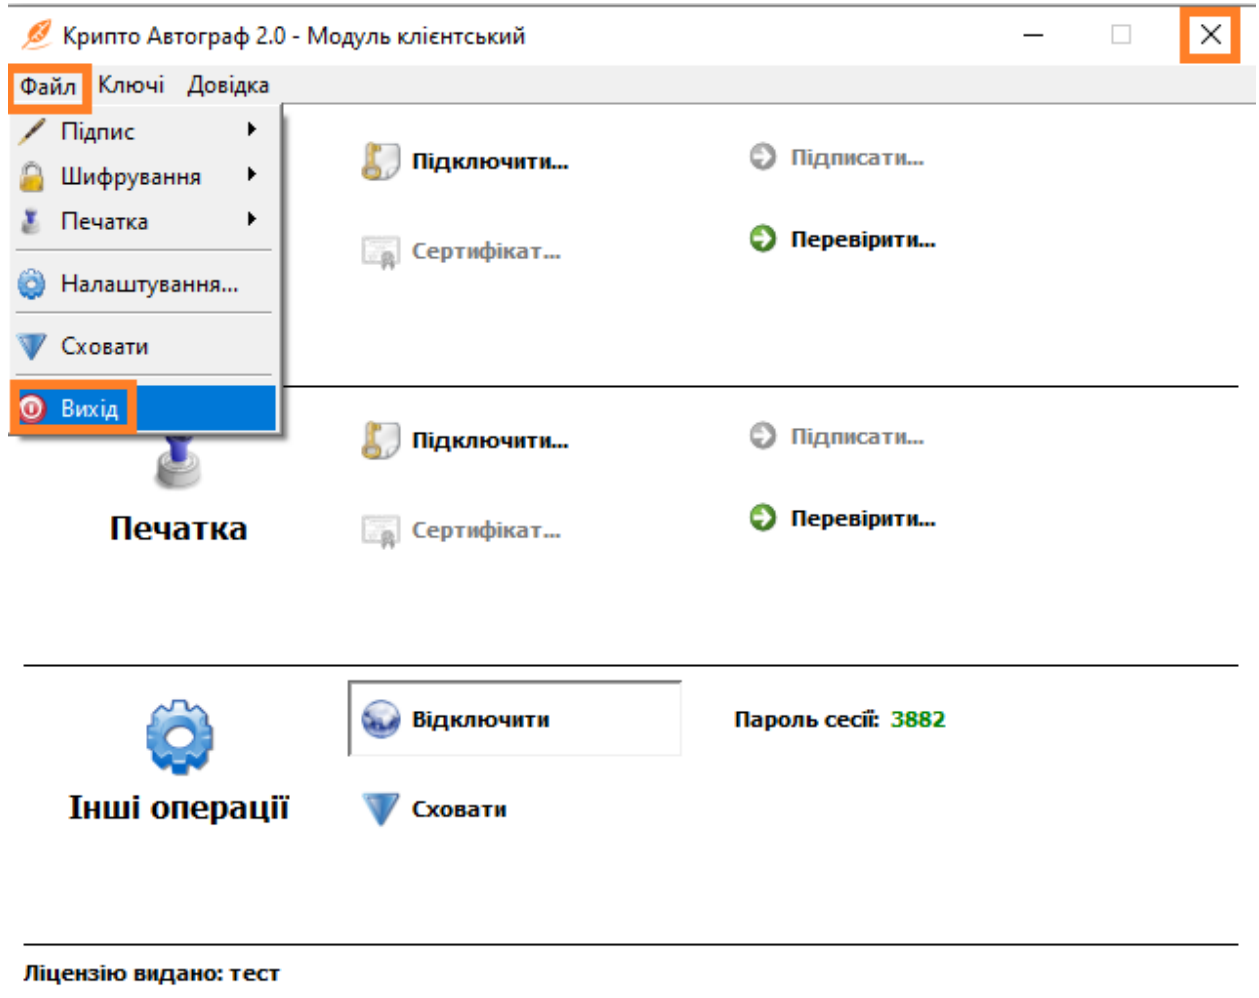 Крипто Автограф 2.0 - Модуль клієнтський
Файл Ключі Довідка
Підпис
Шифрування
Печатка
Налаштування...
Сховати
Вихід
Підключити... Підписати...
Сертифікат... Перевірити...
Печатка
Підключити... Підписати...
Сертифікат... Перевірити...
Інші операції
Відключити Пароль сесії: 3882
Сховати
Ліцензію видано: тест